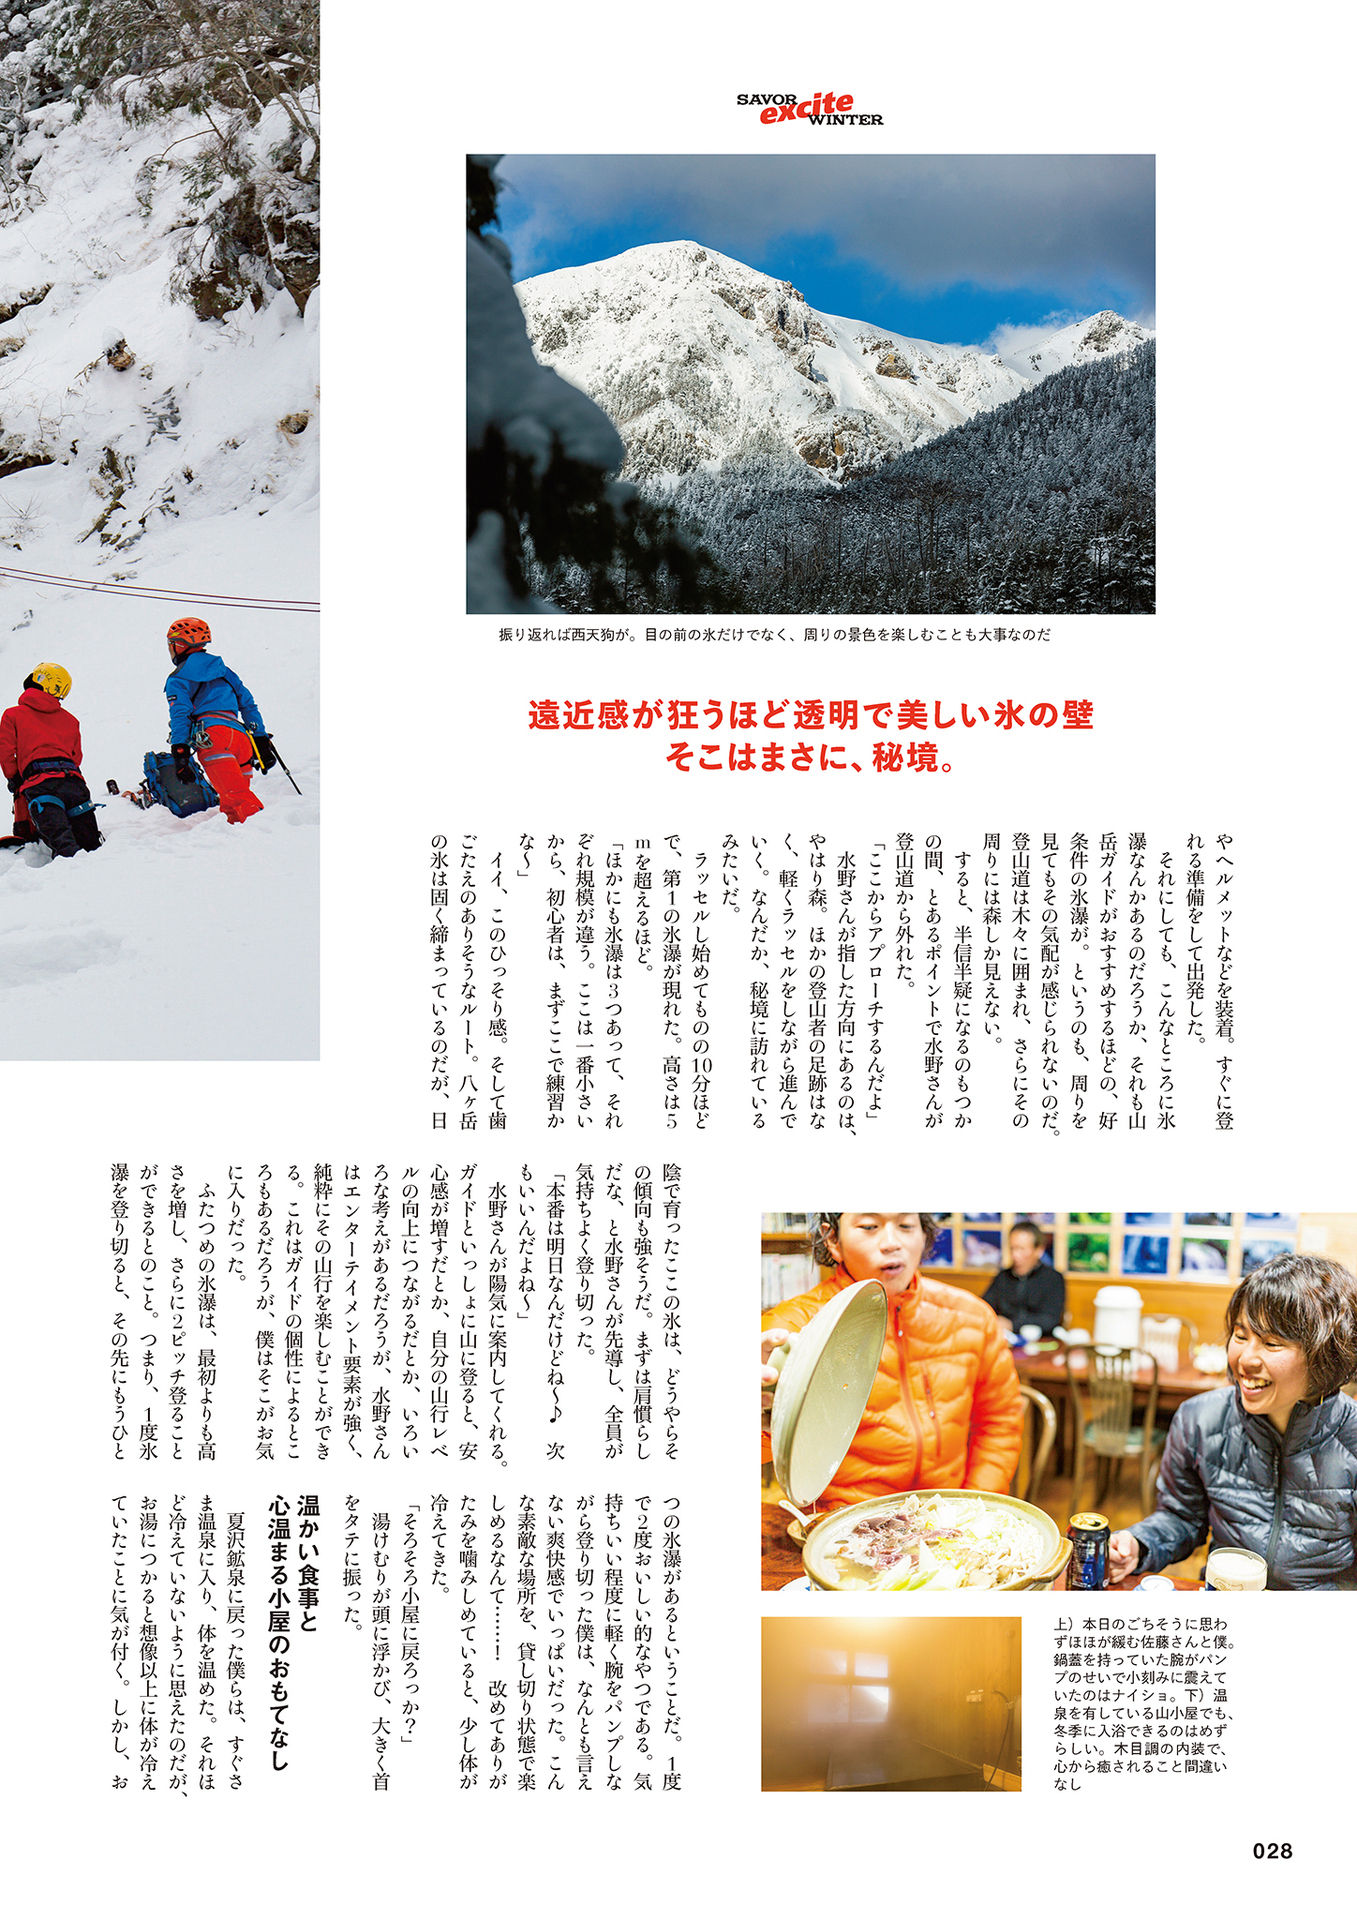 SAVOR
excite
WINTER
振り返れば西天狗が。目の前の氷だけでなく、周りの景色を楽しむことも大事なのだ
遠近感が狂うほど透明で美しい氷の壁
そこはまさに、秘境。
やヘルメットなどを装着。すぐに登
れる準備をして出発した。
それにしても、こんなところに氷
瀑なんかあるのだろうか、それも山
岳ガイドがおすすめするほどの、好
条件の氷瀑が。というのも、周りを
見てもその気配が感じられないのだ。
登山道は木々に囲まれ、さらにその
周りには森しか見えない。
すると、半信半疑になるのもつか
の間、とあるポイントで水野さんが
登山道から外れた。
「ここからアプローチするんだよ」
水野さんが指した方向にあるのは、
やはり森。ほかの登山者の足跡はな
く、軽くラッセルをしながら進んで
いく。なんだか、秘境に訪れている
みたいだ。
ラッセルし始めてものの10分ほど
で、第1の氷瀑が現れた。高さは5
mを超えるほど。
「ほかにも氷瀑は3つあって、それ
ぞれ規模が違う。ここは一番小さい
から、初心者は、まずここで練習か
な〜」
イイ、このひっそり感。そして歯
ごたえのありそうなルート。八ヶ岳
の氷は固く締まっているのだが、日
陰で育ったここの氷は、どうやらそ
の傾向も強そうだ。まずは肩慣らし
だな、と水野さんが先導し、全員が
気持ちよく登り切った。
「本番は明日なんだけどね〜♪　次
もいいんだよね〜」
水野さんが陽気に案内してくれる。
ガイドといっしょに山に登ると、安
心感が増すだとか、自分の山行レベ
ルの向上につながるだとか、いろい
ろな考えがあるだろうが、水野さん
はエンターテイメント要素が強く、
純粋にその山行を楽しむことができ
る。これはガイドの個性によるとこ
ろもあるだろうが、僕はそこがお気
に入りだった。
ふたつめの氷瀑は、最初よりも高
さを増し、さらに2ピッチ登ること
ができるとのこと。つまり、1度氷
瀑を登り切ると、その先にもうひと
つの氷瀑があるということだ。1度
で2度おいしい的なやつである。気
持ちいい程度に軽く腕をパンプしな
がら登り切った僕は、なんとも言え
ない爽快感でいっぱいだった。こん
な素敵な場所を、貸し切り状態で楽
しめるなんて……！　改めてありが
たみを噛みしめていると、少し体が
冷えてきた。
「そろそろ小屋に戻ろっか？」
湯けむりが頭に浮かび、大きく首
をタテに振った。
温かい食事と
心温まる小屋のおもてなし
夏沢鉱泉に戻った僕らは、すぐさ
ま温泉に入り、体を温めた。それほ
ど冷えていないように思えたのだが、
お湯につかると想像以上に体が冷え
ていたことに気が付く。しかし、お
上）本日のごちそうに思わ
ずほほが緩む佐藤さんと僕。
鍋蓋を持っていた腕がパン
プのせいで小刻みに震えて
いたのはナイショ。下）温
泉を有している山小屋でも、
冬季に入浴できるのはめず
らしい。木目調の内装で、
心から癒されること間違い
なし
028